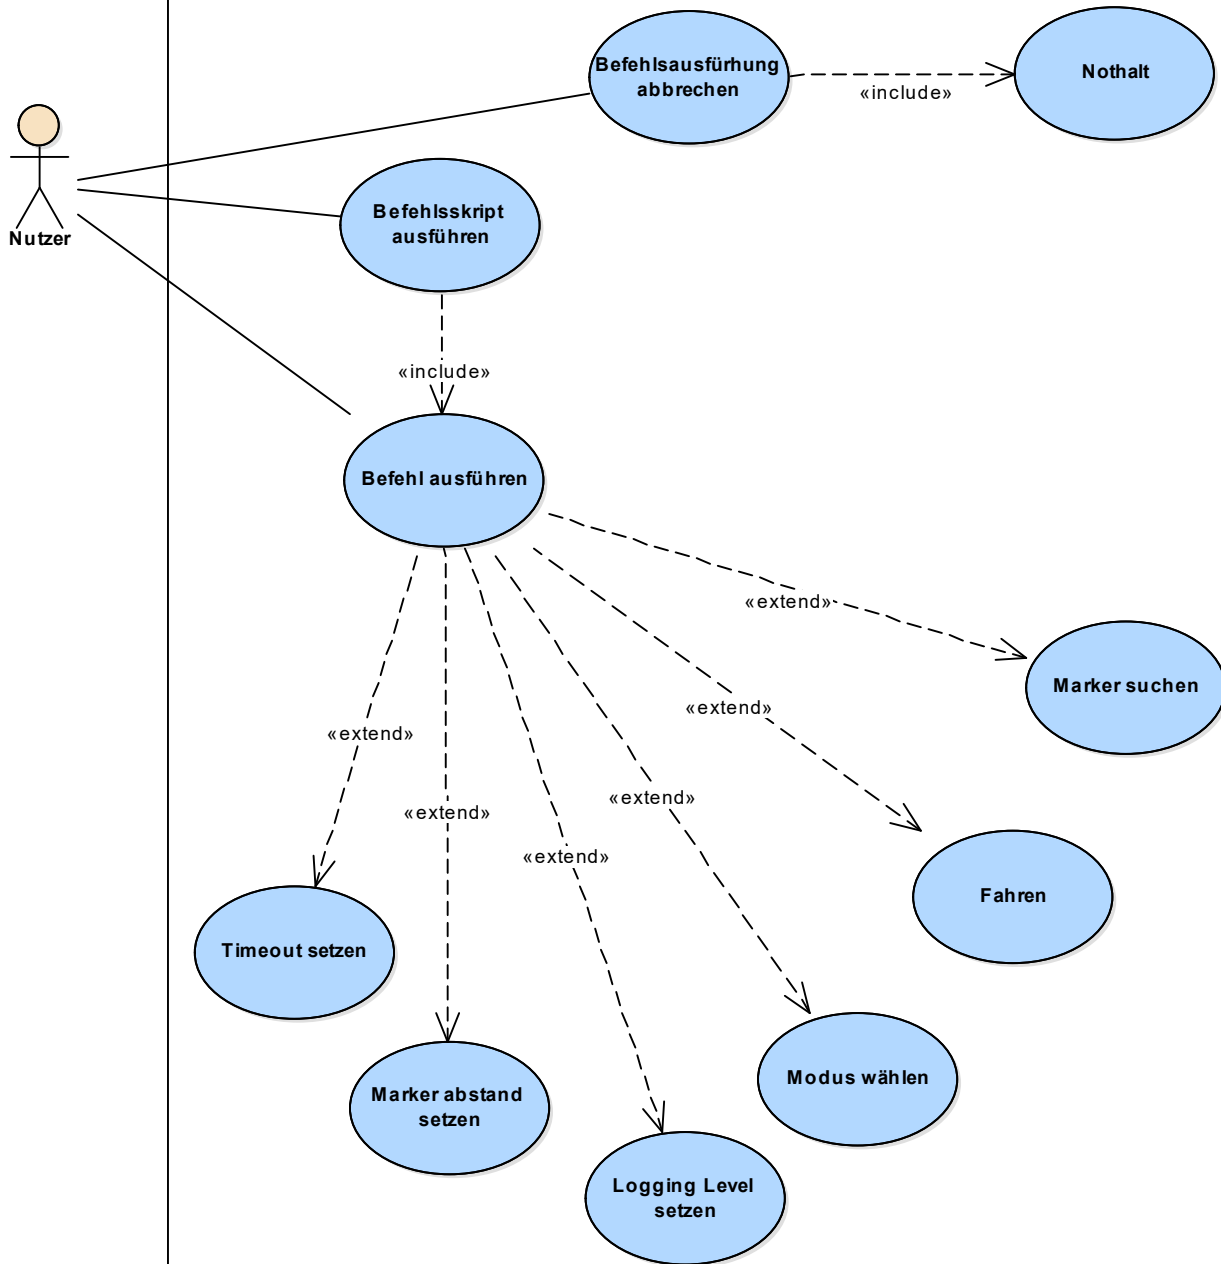 Befehlsausfürhung
abbrechen
«include»
Nothalt
Nutzer
Befehlsskript
ausführen
«include»
Befehl ausführen
«extend»
Marker suchen
«extend»
«extend»
«extend»
«extend»
«extend»
Fahren
Timeout setzen
Modus wählen
Marker abstand
setzen
Logging Level
setzen